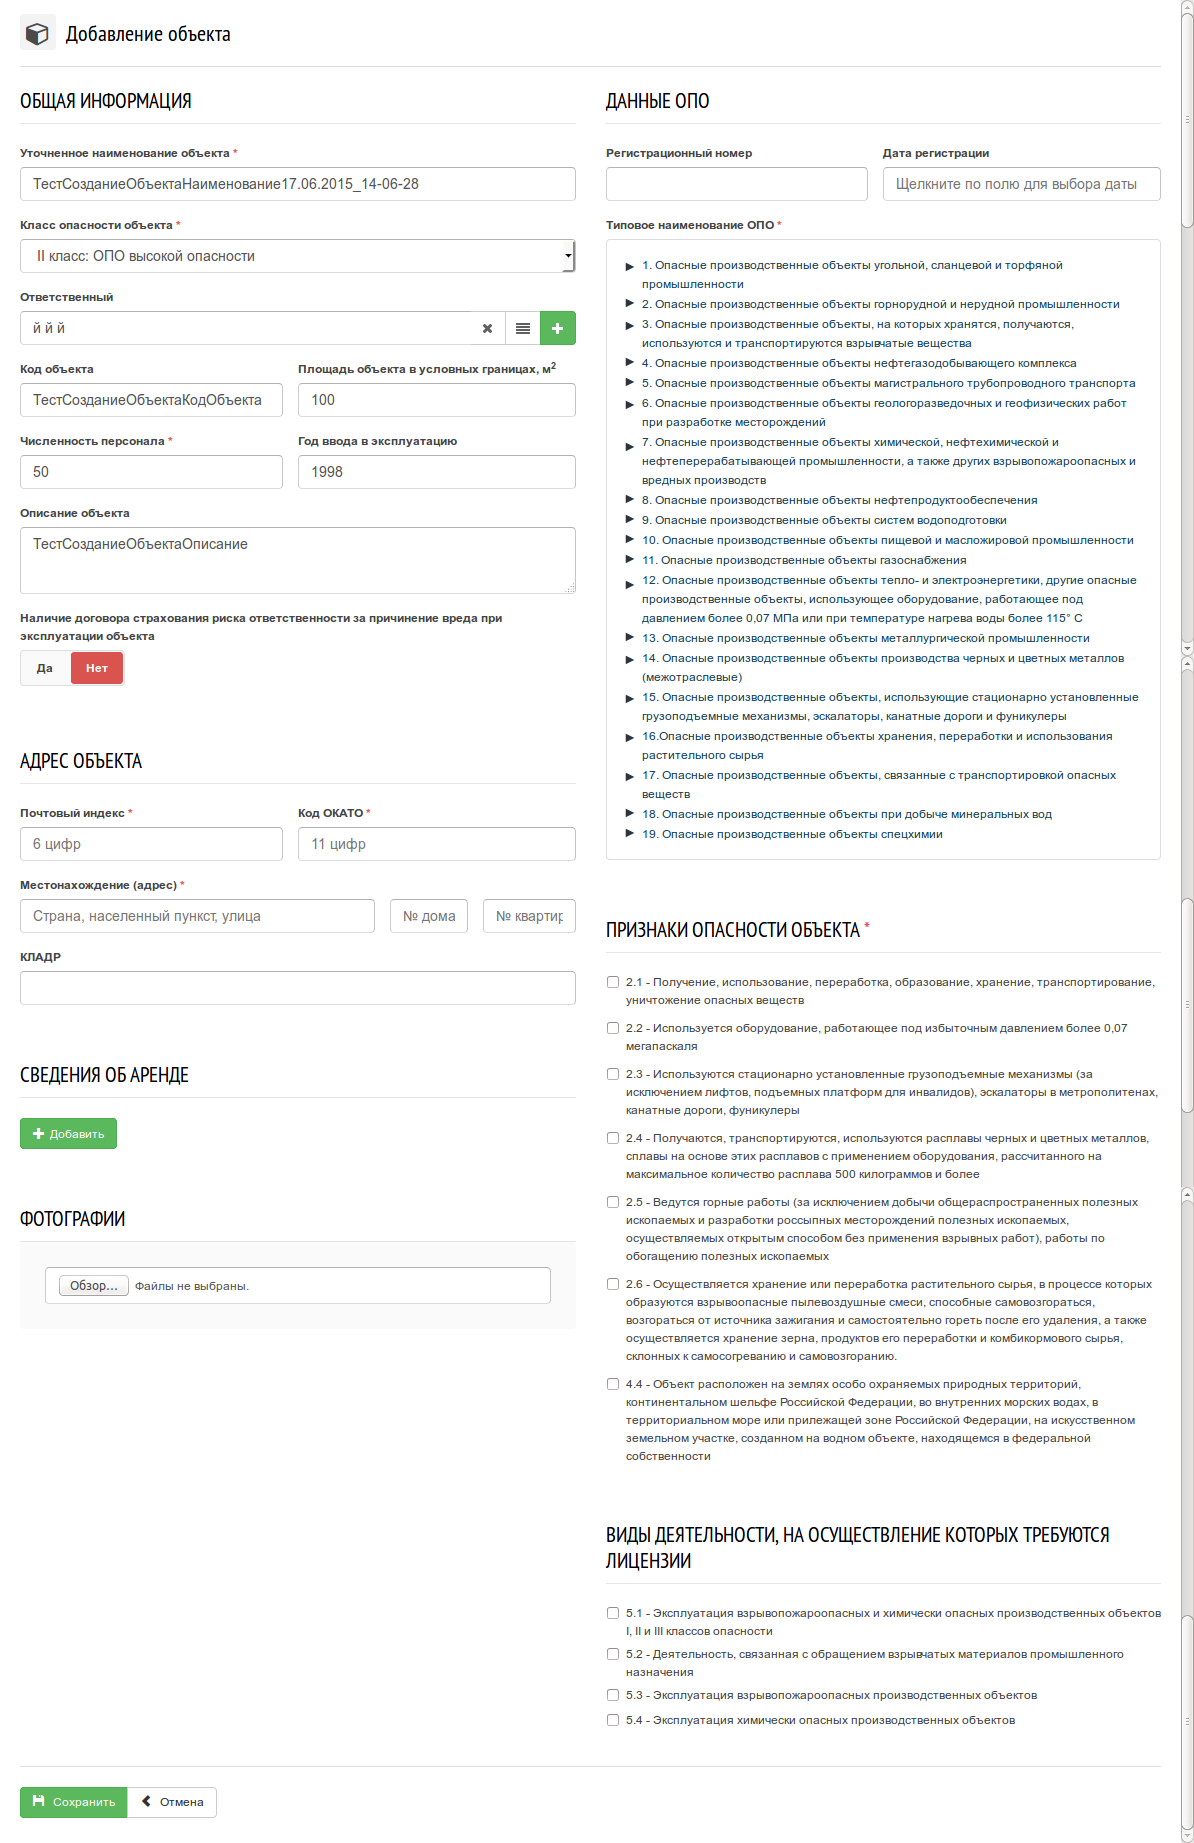 Добавление объекта
ОБЩАЯ ИНФОРМАЦИЯ
Уточненное наименование объекта *
ТестСозданиеОбъектаНаименование17.06.2015_14-06-28
Класс опасности объекта *
II класс: ОПО высокой опасности
Ответственный
й й й
Код объекта
Площадь объекта в условных границах, м²
ТестСозданиеОбъектаКодОбъекта
100
Численность персонала *
Год ввода в эксплуатацию
50
1998
Описание объекта
ТестСозданиеОбъектаОписание
Наличие договора страхования риска ответственности за причинение вреда при
эксплуатации объекта
Да
Нет
АДРЕС ОБЪЕКТА
Почтовый индекс *
Код ОКАТО *
6 цифр
11 цифр
Местонахождение (адрес) *
Страна, населенный пункт, улица
№ дома
№ квартир
КЛАДР
СВЕДЕНИЯ ОБ АРЕНДЕ
Добавить
ФОТОГРАФИИ
Обзор... Файлы не выбраны.
ДАННЫЕ ОПО
Регистрационный номер
Дата регистрации
Щелкните по полю для выбора даты
Типовое наименование ОПО *
1. Опасные производственные объекты угольной, сланцевой и торфяной
промышленности
2. Опасные производственные объекты горнорудной и нерудной промышленности
3. Опасные производственные объекты, на которых хранятся, получаются,
используются и транспортируются взрывчатые вещества
4. Опасные производственные объекты нефтегазодобывающего комплекса
5. Опасные производственные объекты магистрального трубопроводного транспорта
6. Опасные производственные объекты геологоразведочных и геофизических работ
при разработке месторождений
7. Опасные производственные объекты химической, нефтехимической и
нефтеперерабатывающей промышленности, а также других взрывопожароопасных и
вредных производств
8. Опасные производственные объекты нефтепродуктообеспечения
9. Опасные производственные объекты систем водоподготовки
10. Опасные производственные объекты пищевой и масложировой промышленности
11. Опасные производственные объекты газоснабжения
12. Опасные производственные объекты тепло- и электроэнергетики, другие опасные
производственные объекты, использующее оборудование, работающее под
давлением более 0,07 МПа или при температуре нагрева воды более 115° С
13. Опасные производственные объекты металлургической промышленности
14. Опасные производственные объекты производства черных и цветных металлов
(межотраслевые)
15. Опасные производственные объекты, использующие стационарно установленные
грузоподъемные механизмы, эскалаторы, канатные дороги и фуникулеры
16.Опасные производственные объекты хранения, переработки и использования
растительного сырья
17. Опасные производственные объекты, связанные с транспортировкой опасных
веществ
18. Опасные производственные объекты при добыче минеральных вод
19. Опасные производственные объекты спецхимии
ПРИЗНАКИ ОПАСНОСТИ ОБЪЕКТА *
2.1 - Получение, использование, переработка, образование, хранение, транспортирование,
уничтожение опасных веществ
2.2 - Используется оборудование, работающее под избыточным давлением более 0,07
мегапаскаля
2.3 - Используются стационарно установленные грузоподъемные механизмы (за
исключением лифтов, подъемных платформ для инвалидов), эскалаторы в метрополитенах,
канатные дороги, фуникулеры
2.4 - Получаются, транспортируются, используются расплавы черных и цветных металлов,
сплавы на основе этих расплавов с применением оборудования, рассчитанного на
максимальное количество расплава 500 килограммов и более
2.5 - Ведутся горные работы (за исключением добычи общераспространенных полезных
ископаемых и разработки россыпных месторождений полезных ископаемых,
осуществляемых открытым способом без применения взрывных работ), работы по
обогащению полезных ископаемых
2.6 - Осуществляется хранение или переработка растительного сырья, в процессе которых
образуются взрывоопасные пылевоздушные смеси, способные самовозгораться,
возгораться от источника зажигания и самостоятельно гореть после его удаления, а также
осуществляется хранение зерна, продуктов его переработки и комбикормового сырья,
склонных к самосогреванию и самовозгоранию.
4.4 - Объект расположен на землях особо охраняемых природных территорий,
континентальном шельфе Российской Федерации, во внутренних морских водах, в
территориальном море или прилежащей зоне Российской Федерации, на искусственном
земельном участке, созданном на водном объекте, находящемся в федеральной
собственности
ВИДЫ ДЕЯТЕЛЬНОСТИ, НА ОСУЩЕСТВЛЕНИЕ КОТОРЫХ ТРЕБУЮТСЯ
ЛИЦЕНЗИИ
5.1 - Эксплуатация взрывопожароопасных и химически опасных производственных объектов
I, II и III классов опасности
5.2 - Деятельность, связанная с обращением взрывчатых материалов промышленного
назначения
5.3 - Эксплуатация взрывопожароопасных производственных объектов
5.4 - Эксплуатация химически опасных производственных объектов
Сохранить
Отмена